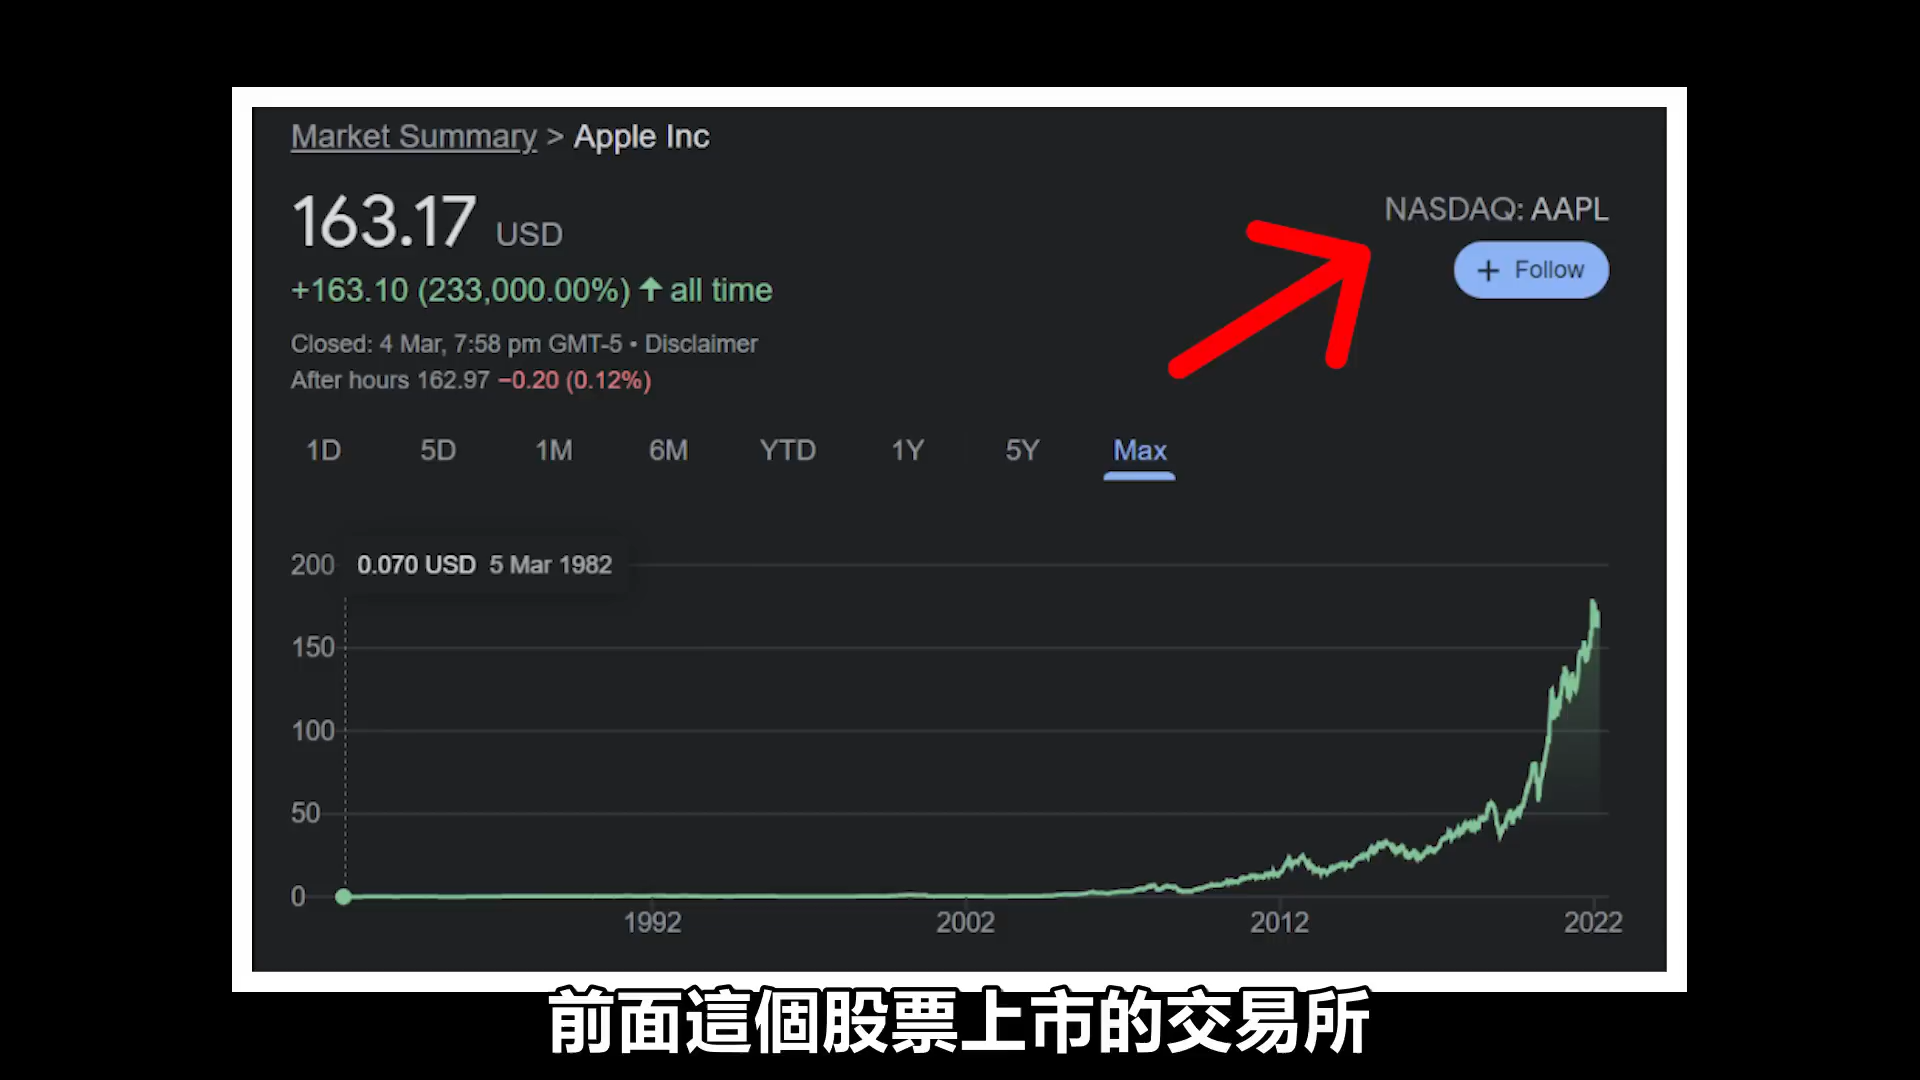 Market Summary > Apple Inc
163.17 USD
NASDAQ: AAPL
+ Follow
+163.10 (233,000.00%) ↑ all time
Closed: 4 Mar, 7:58 pm GMT-5 • Disclaimer
After hours 162.97 −0.20 (0.12%)
1D 5D 1M 6M YTD 1Y 5Y Max
0.070 USD 5 Mar 1982
200
150
100
50
0
1992 2002 2012 2022
前面這個股票上市的交易所